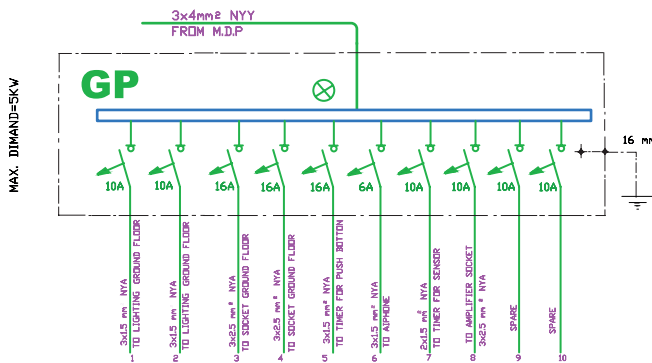 3x4mm² NYY
FROM M.D.P
MAX. DIMAND=5KW
GP
16 mm
10A
10A
16A
16A
16A
6A
10A
10A
10A
10A
3x1.5 mm² NYA
TO LIGHTING GROUND FLOOR
3x1.5 mm² NYA
TO LIGHTING GROUND FLOOR
3x2.5 mm² NYA
TO SOCKET GROUND FLOOR
3x2.5 mm² NYA
TO SOCKET GROUND FLOOR
3x1.5 mm² NYA
TO TIMER FOR PUSH BOTTON
3x1.5 mm² NYA
TO AIPHONE
2x1.5 mm² NYA
TO TIMER FOR SENSOR
TO AMPLIFIER SOCKET
3x2.5 mm² NYA
SPARE
SPARE
1
2
3
4
5
6
7
8
9
10